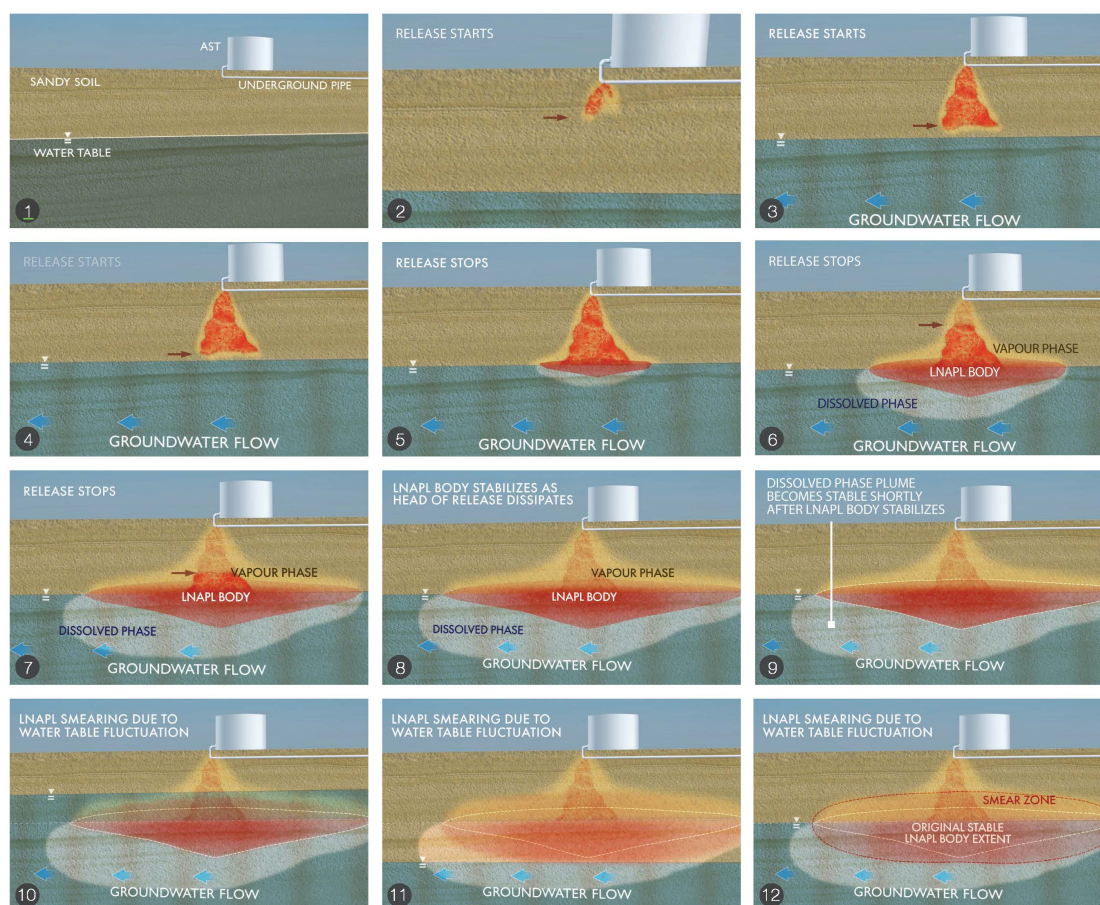 AST
SANDY SOIL
UNDERGROUND PIPE
WATER TABLE
1
RELEASE STARTS
2
RELEASE STARTS
GROUNDWATER FLOW
3
RELEASE STARTS
GROUNDWATER FLOW
4
RELEASE STOPS
GROUNDWATER FLOW
5
RELEASE STOPS
VAPOUR PHASE
LNAPL BODY
DISSOLVED PHASE
GROUNDWATER FLOW
6
RELEASE STOPS
VAPOUR PHASE
LNAPL BODY
DISSOLVED PHASE
GROUNDWATER FLOW
7
LNAPL BODY STABILIZES AS
HEAD OF RELEASE DISSIPATES
VAPOUR PHASE
LNAPL BODY
DISSOLVED PHASE
GROUNDWATER FLOW
8
DISSOLVED PHASE PLUME
BECOMES STABLE SHORTLY
AFTER LNAPL BODY STABILIZES
GROUNDWATER FLOW
9
LNAPL SMEARING DUE TO
WATER TABLE FLUCTUATION
GROUNDWATER FLOW
10
LNAPL SMEARING DUE TO
WATER TABLE FLUCTUATION
GROUNDWATER FLOW
11
LNAPL SMEARING DUE TO
WATER TABLE FLUCTUATION
SMEAR ZONE
ORIGINAL STABLE
LNAPL BODY EXTENT
GROUNDWATER FLOW
12